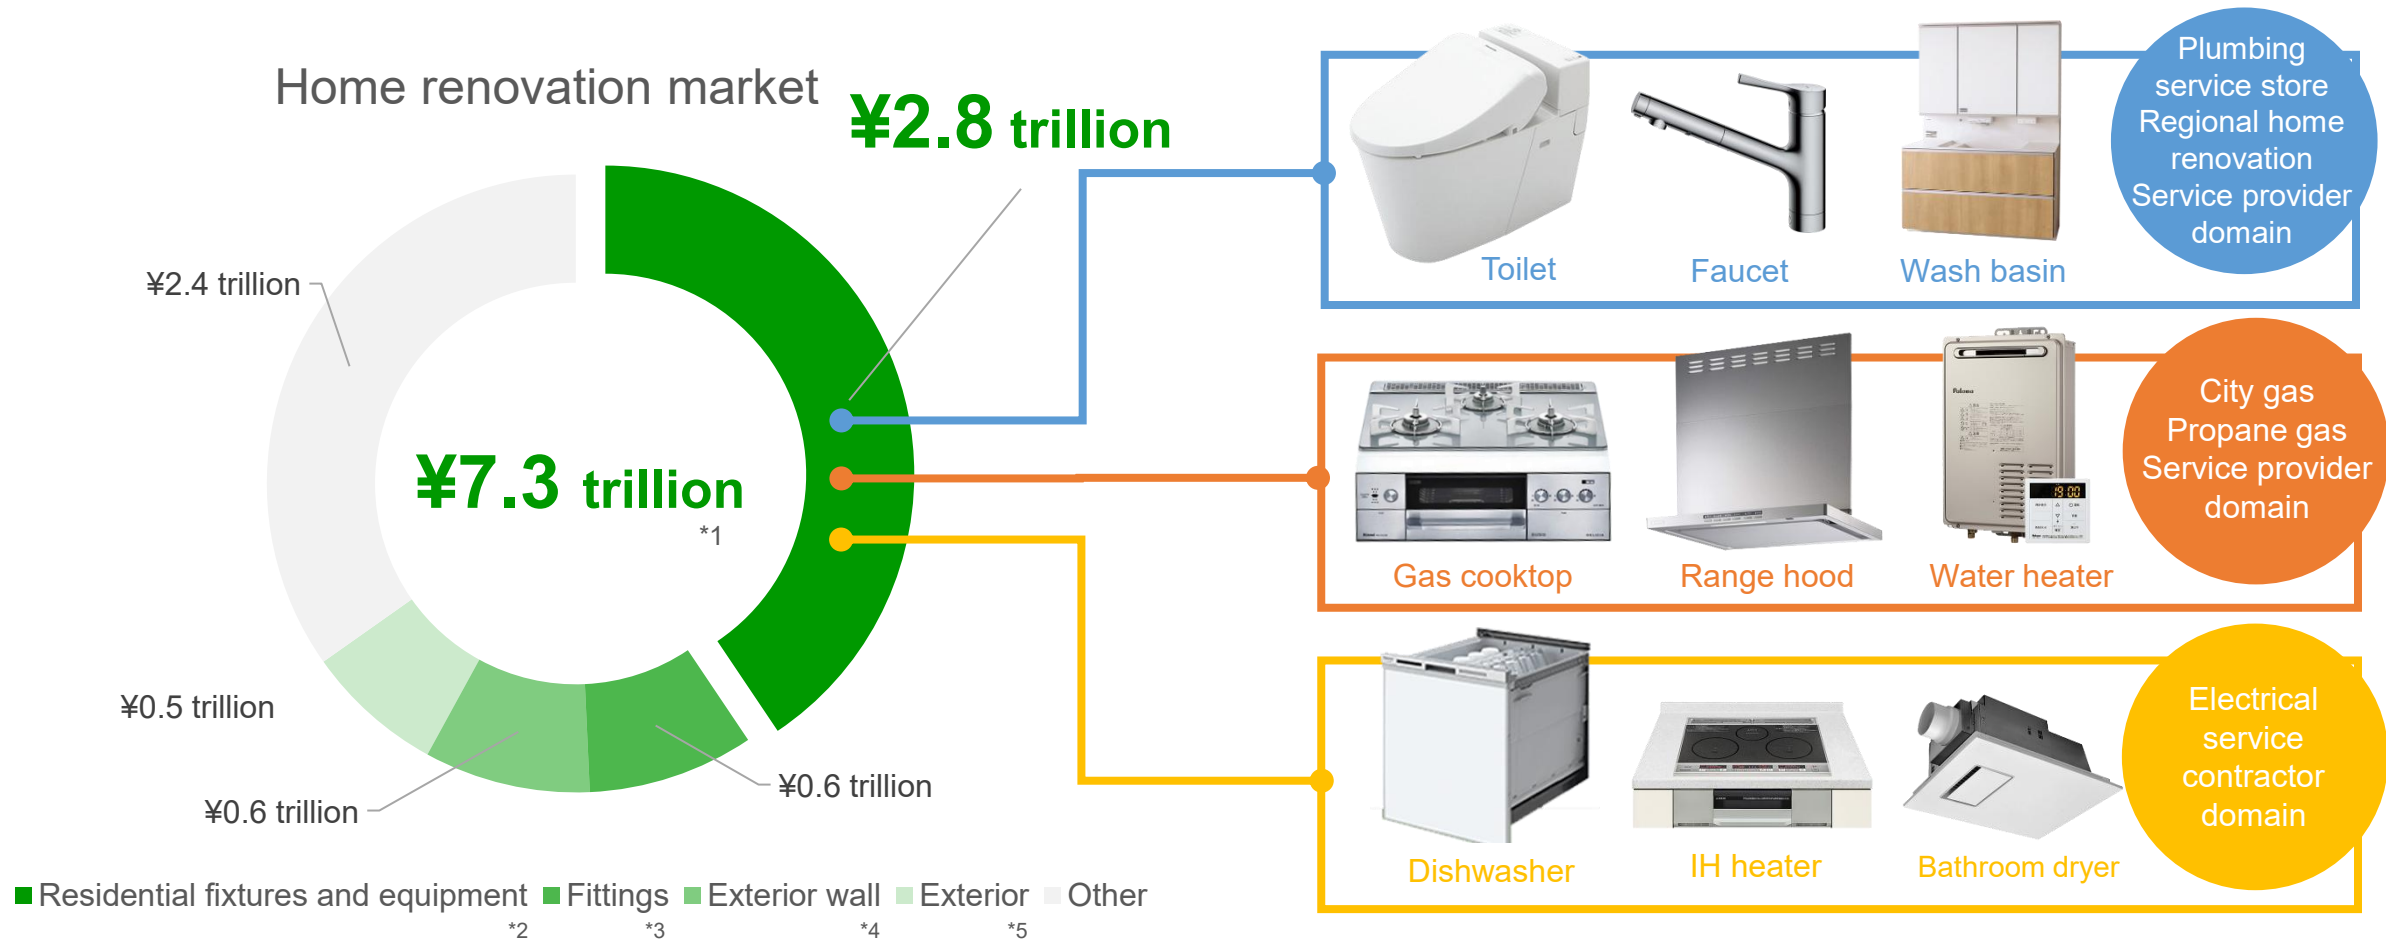 Home renovation market
¥2.8 trillion
¥2.4 trillion
¥7.3 trillion
*1
¥0.5 trillion
¥0.6 trillion
¥0.6 trillion
Residential fixtures and equipment
*2
Fittings
*3
Exterior wall
*4
Exterior
*5
Other
Toilet
Faucet
Wash basin
Plumbing
service store
Regional home
renovation
Service provider
domain
Paloma
19:00
Gas cooktop
Range hood
Water heater
City gas
Propane gas
Service provider
domain
Dishwasher
IH heater
Bathroom dryer
Electrical
service
contractor
domain